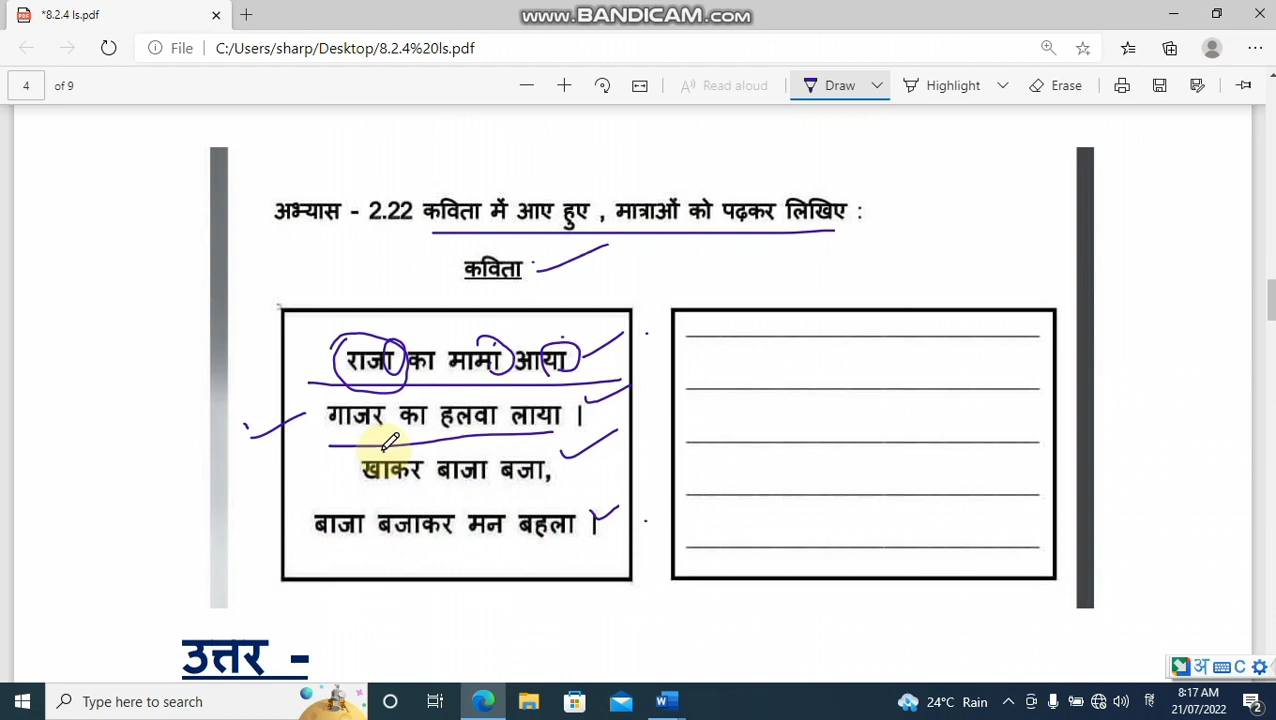 *8.2.4 ls.pdf
www.BANDICAM.com
File C:/Users/sharp/Desktop/8.2.4%20ls.pdf
4 of 9 Read aloud Draw Highlight Erase
अभ्यास - 2.22 कविता में आए हुए , मात्राओं को पढ़कर लिखिए :
कविता
राजा का मामा आया
गाजर का हलवा लाया |
खाकर बाजा बजा,
बाजा बजाकर मन बहला |
उत्तर -
अ C
Type here to search 24°C Rain हि 8:17 AM
21/07/2022 2